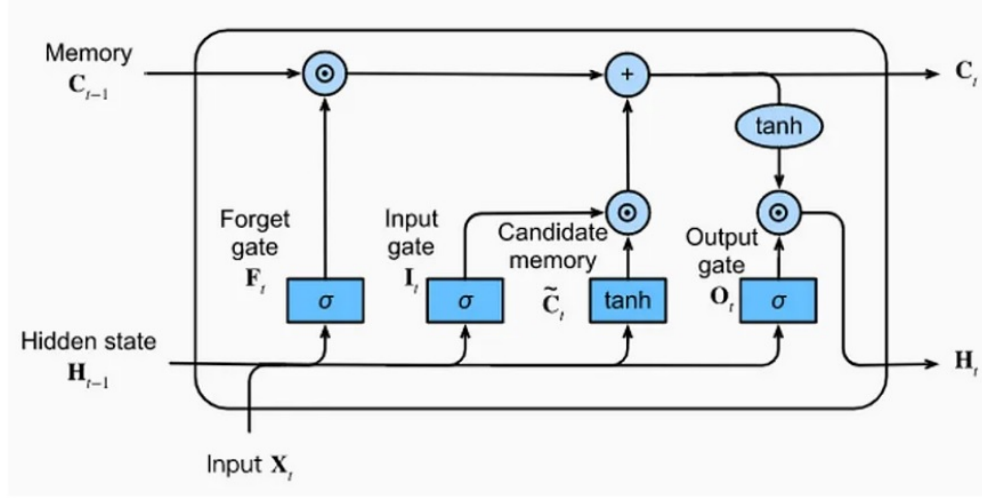 Memory
C_{t-1}
⊙
+
C_t
tanh
Forget
gate
F_t
Input
gate
I_t
Candidate
memory
C̃_t
⊙
Output
gate
O_t
⊙
σ
σ
tanh
σ
Hidden state
H_{t-1}
H_t
Input X_t